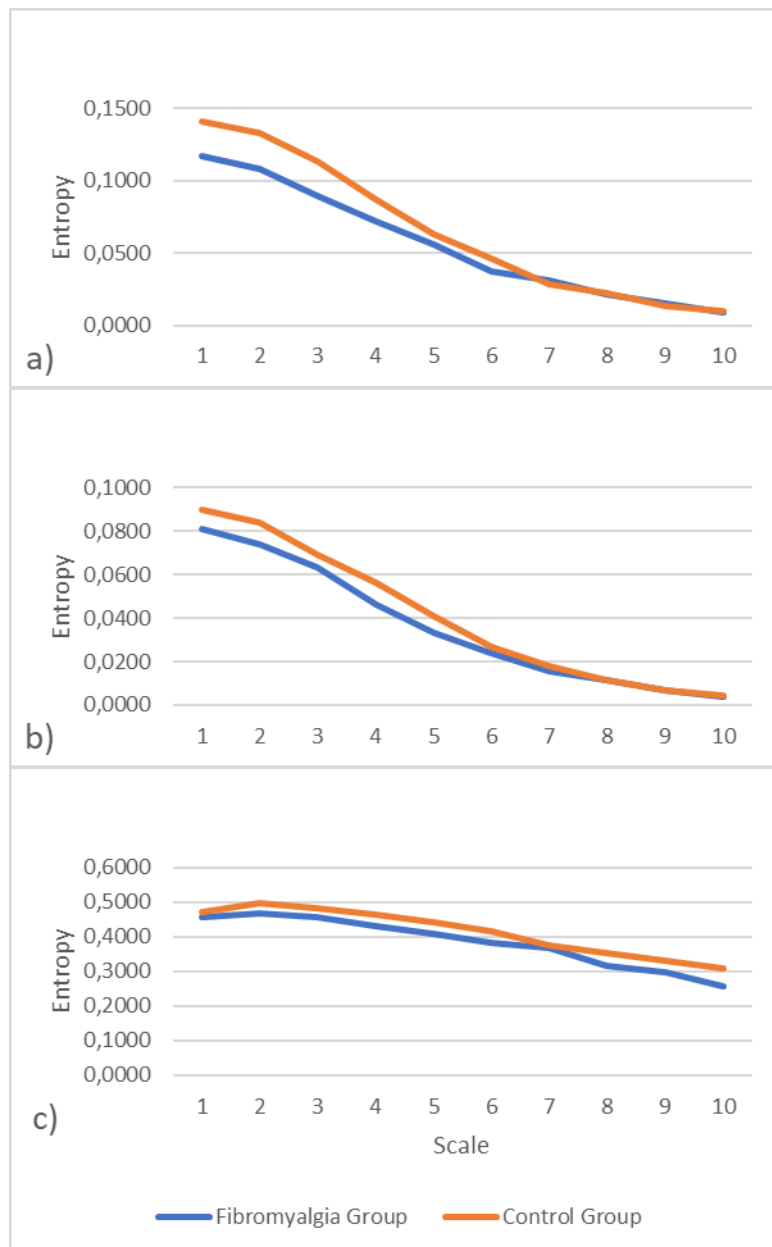 0,1500
0,1000
0,0500
0,0000
Entropy
a)
1 2 3 4 5 6 7 8 9 10
0,1000
0,0800
0,0600
0,0400
0,0200
0,0000
Entropy
b)
1 2 3 4 5 6 7 8 9 10
0,6000
0,5000
0,4000
0,3000
0,2000
0,1000
0,0000
Entropy
c)
1 2 3 4 5 6 7 8 9 10
Scale
Fibromyalgia Group Control Group